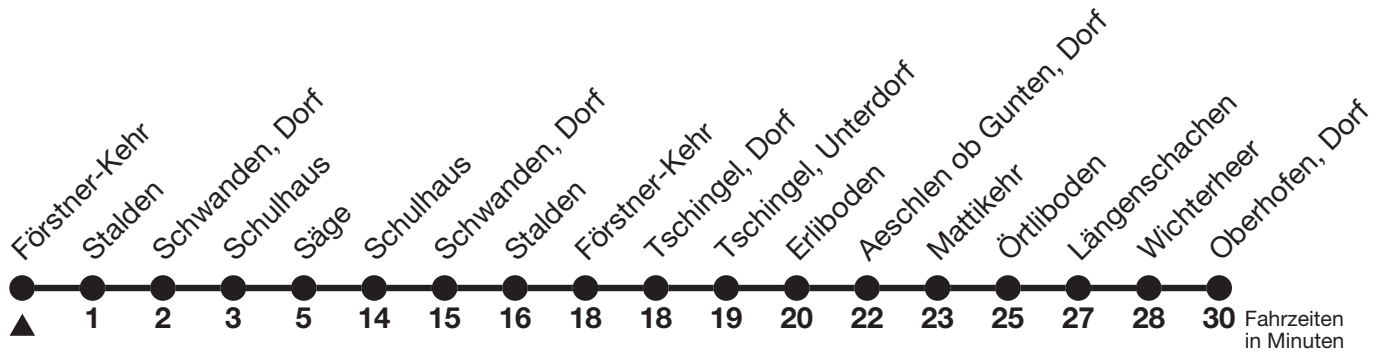 Förstner-Kehr
Stalden
Schwanden, Dorf
Schulhaus
Säge
Schulhaus
Schwanden, Dorf
Stalden
Förstner-Kehr
Tschingel, Dorf
Tschingel, Unterdorf
Erliboden
Aeschlen ob Gunten, Dorf
Mattikehr
Örtliboden
Längenschachen
Wichterheer
Oberhofen, Dorf
1 2 3 5 14 15 16 18 18 19 20 22 23 25 27 28 30 Fahrzeiten
in Minuten